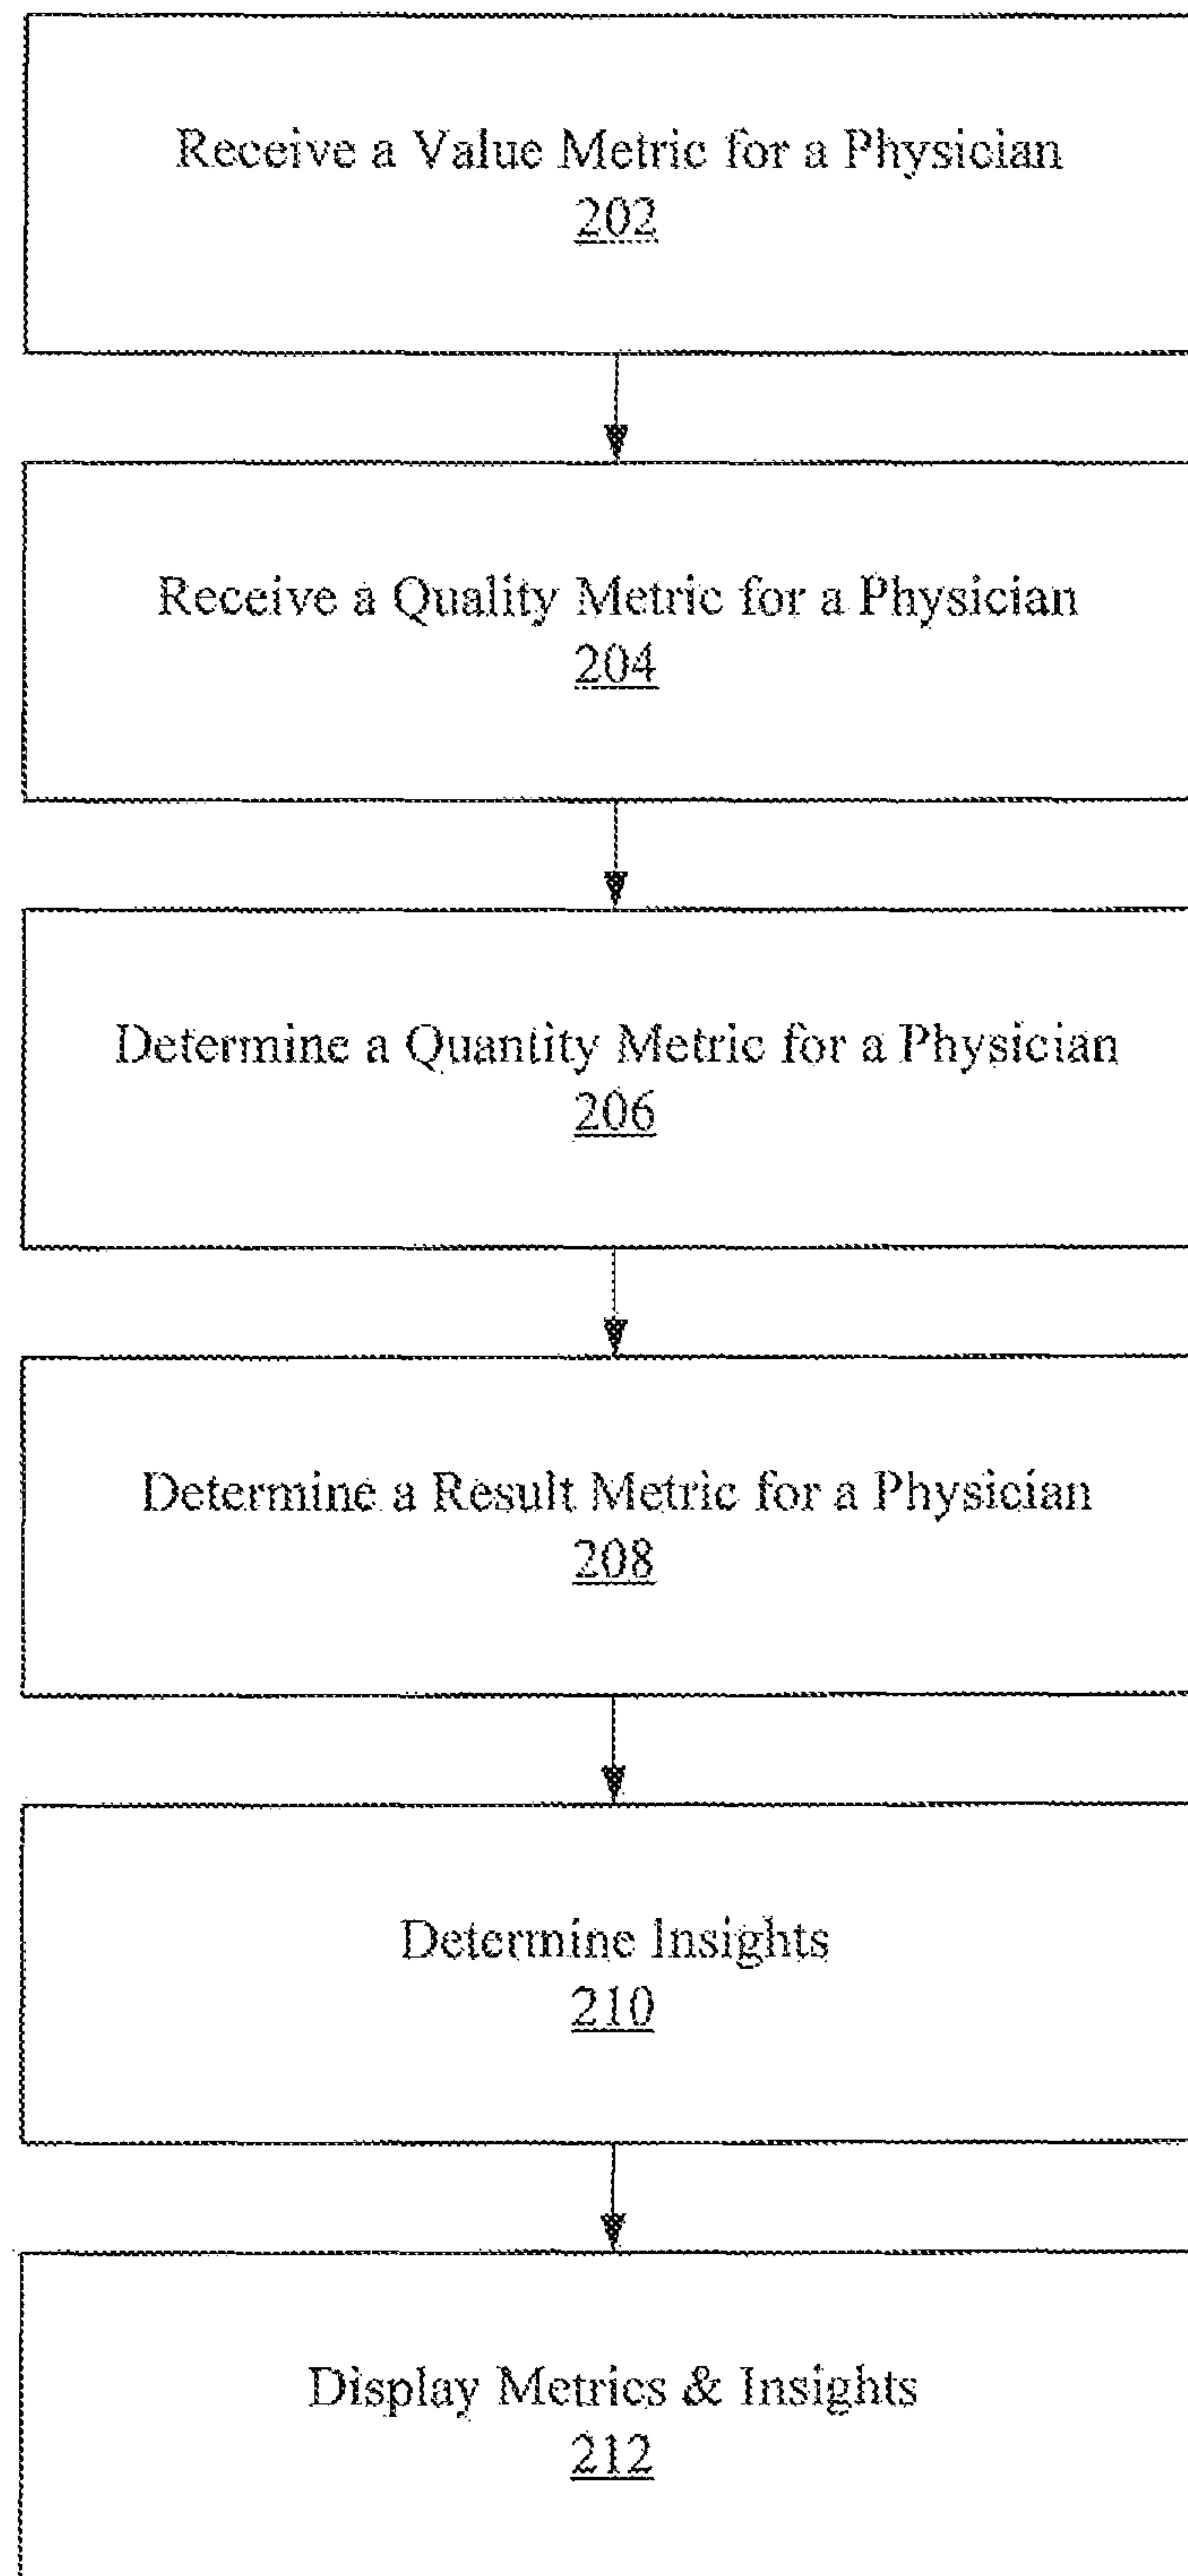 Receive a Value Metric for a Physician
202
Receive a Quality Metric for a Physician
204
Determine a Quantity Metric for a Physician
206
Determine a Result Metric for a Physician
208
Determine Insights
210
Display Metrics & Insights
212